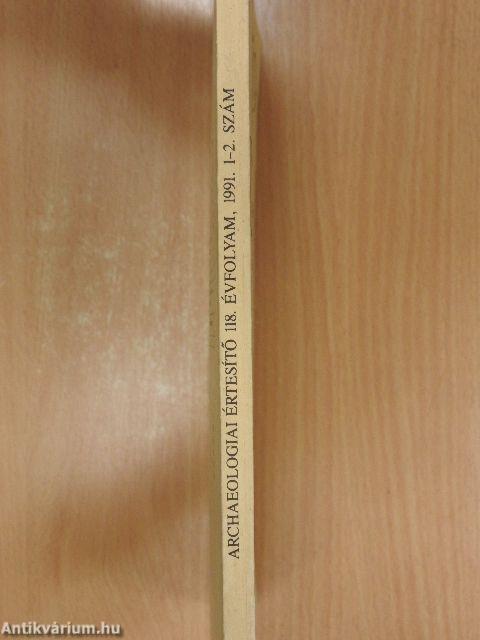 ARCHAEOLOGIAI ÉRTESÍTŐ 118. ÉVFOLYAM, 1991. 1–2. SZÁM
Antikvárium.hu